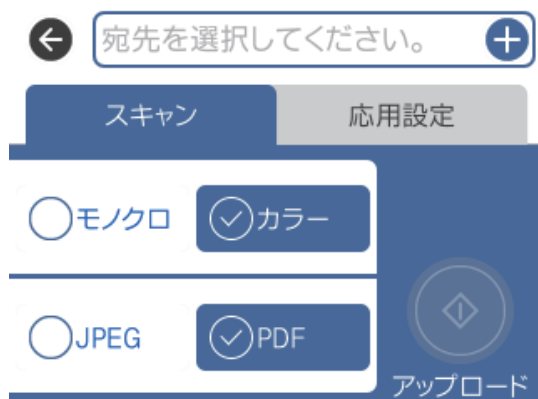 宛先を選択してください。
スキャン
応用設定
モノクロ
カラー
JPEG
PDF
アップロード